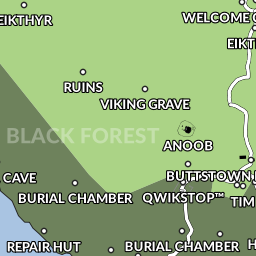 EIKTHYR
WELCOME
EIKT
RUINS
VIKING GRAVE
BLACK FOREST
ANOOB
CAVE
BUTTSTOWN
BURIAL CHAMBER
QWIKSTOP™
TIM
REPAIR HUT
BURIAL CHAMBER
H